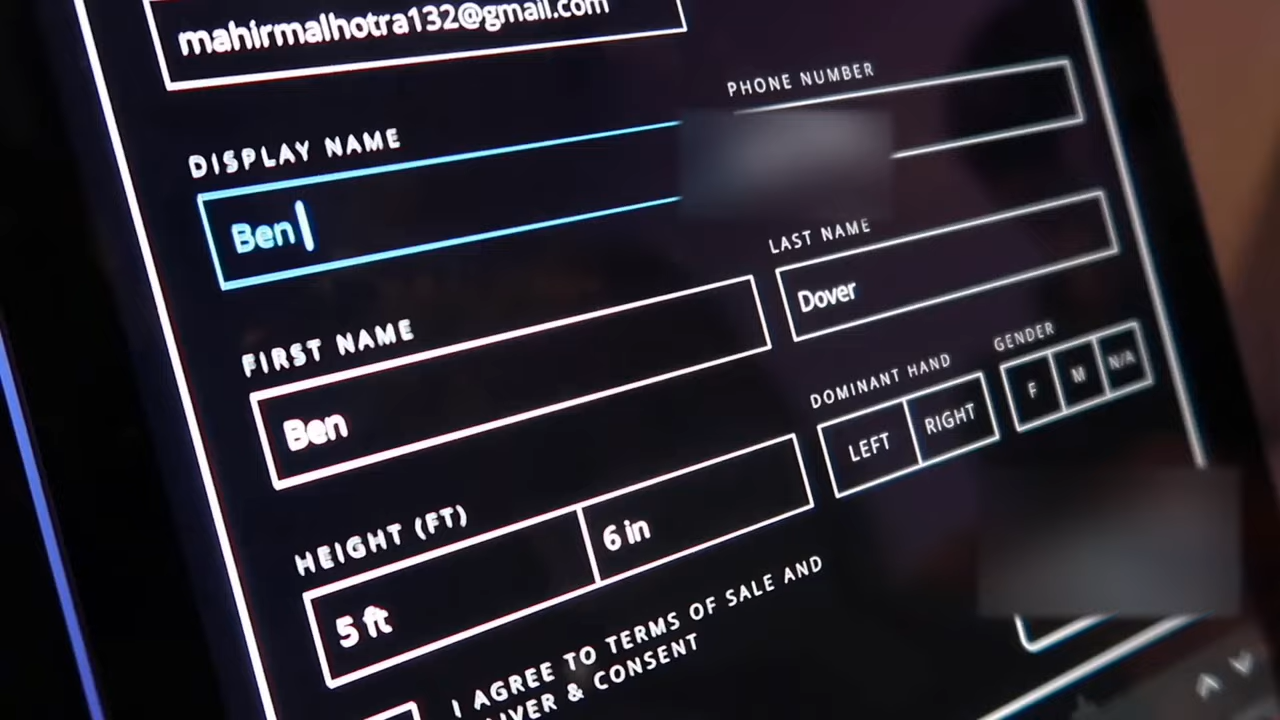 mahirmalhotra132@gmail.com
PHONE NUMBER
DISPLAY NAME
Ben
LAST NAME
Dover
FIRST NAME
Ben
DOMINANT HAND
LEFT RIGHT
GENDER
F M N/A
HEIGHT (FT)
5 ft 6 in
I AGREE TO TERMS OF SALE AND
& CONSENT